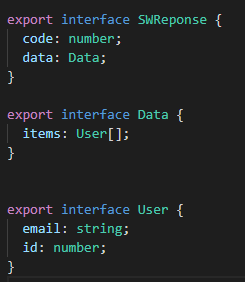 export interface SWReponse {
  code: number;
  data: Data;
}

export interface Data {
  items: User[];
}


export interface User {
  email: string;
  id: number;
}